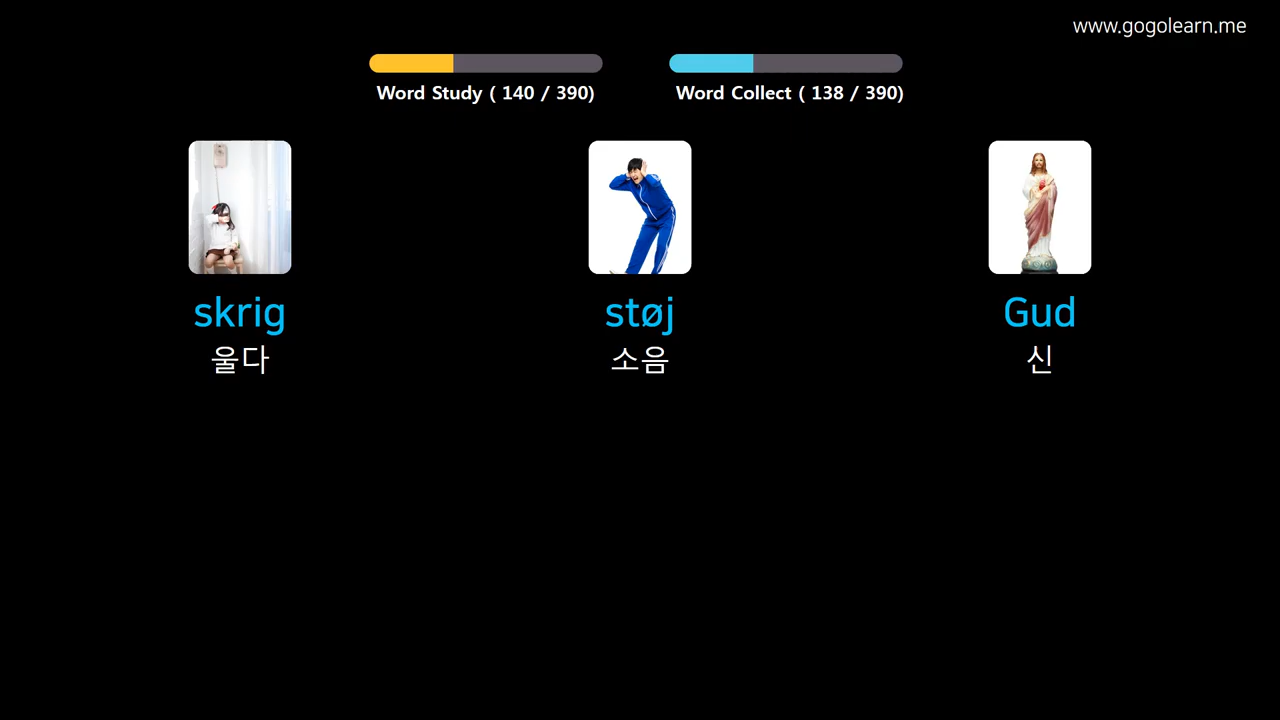 www.gogolearn.me
Word Study ( 140 / 390)
Word Collect ( 138 / 390)
skrig
støj
Gud
울다
소음
신